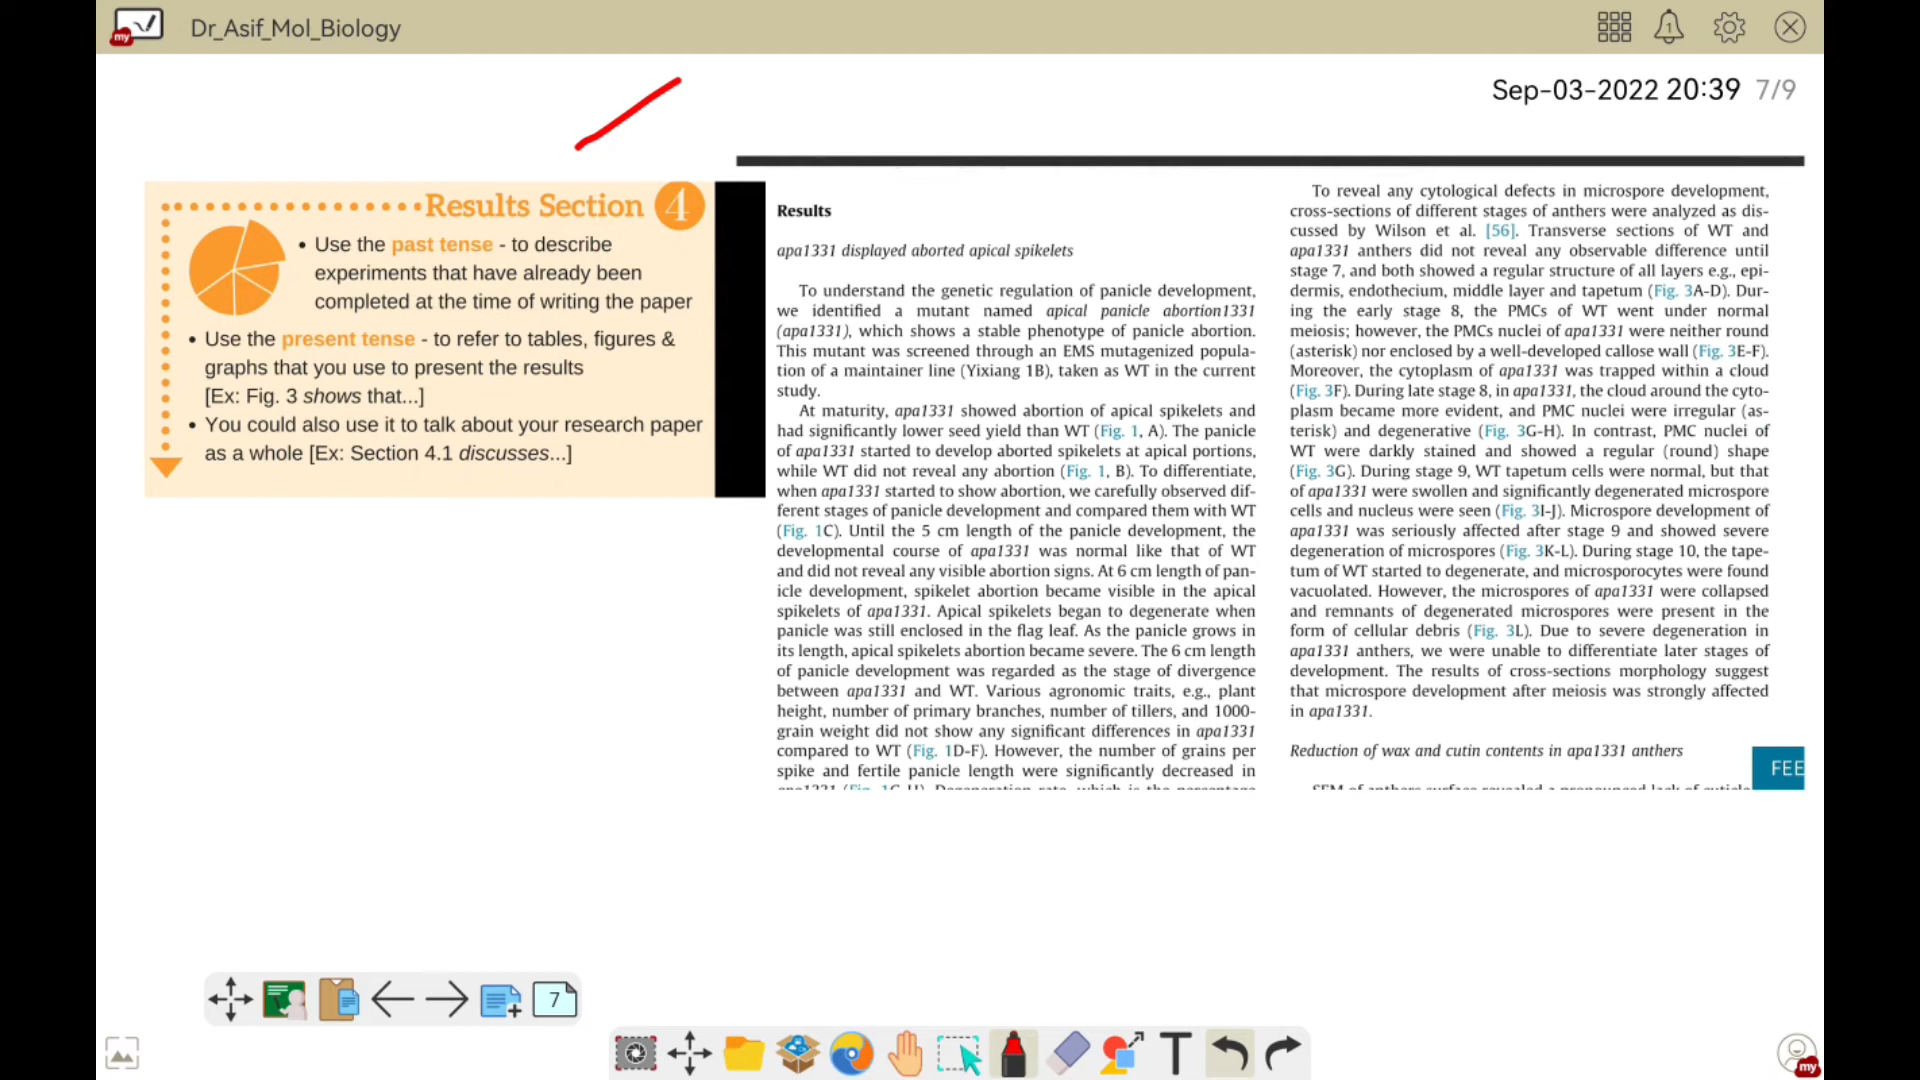 my
Dr_Asif_Mol_Biology
1
Sep-03-2022 20:39 7/9
Results Section 4
• Use the past tense - to describe
experiments that have already been
completed at the time of writing the paper
• Use the present tense - to refer to tables, figures &
graphs that you use to present the results
[Ex: Fig. 3 shows that...]
• You could also use it to talk about your research paper
as a whole [Ex: Section 4.1 discusses...]
Results
apa1331 displayed aborted apical spikelets
To understand the genetic regulation of panicle development,
we identified a mutant named apical panicle abortion1331
(apa1331), which shows a stable phenotype of panicle abortion.
This mutant was screened through an EMS mutagenized popula-
tion of a maintainer line (Yixiang 1B), taken as WT in the current
study.
At maturity, apa1331 showed abortion of apical spikelets and
had significantly lower seed yield than WT (Fig. 1, A). The panicle
of apa1331 started to develop aborted spikelets at apical portions,
while WT did not reveal any abortion (Fig. 1, B). To differentiate,
when apa1331 started to show abortion, we carefully observed dif-
ferent stages of panicle development and compared them with WT
(Fig. 1C). Until the 5 cm length of the panicle development, the
developmental course of apa1331 was normal like that of WT
and did not reveal any visible abortion signs. At 6 cm length of pan-
icle development, spikelet abortion became visible in the apical
spikelets of apa1331. Apical spikelets began to degenerate when
panicle was still enclosed in the flag leaf. As the panicle grows in
its length, apical spikelets abortion became severe. The 6 cm length
of panicle development was regarded as the stage of divergence
between apa1331 and WT. Various agronomic traits, e.g., plant
height, number of primary branches, number of tillers, and 1000-
grain weight did not show any significant differences in apa1331
compared to WT (Fig. 1D-F). However, the number of grains per
spike and fertile panicle length were significantly decreased in
apa1331 (Fig. 1G-H). Degeneration rate, which is the percentage
To reveal any cytological defects in microspore development,
cross-sections of different stages of anthers were analyzed as dis-
cussed by Wilson et al. [56]. Transverse sections of WT and
apa1331 anthers did not reveal any observable difference until
stage 7, and both showed a regular structure of all layers e.g., epi-
dermis, endothecium, middle layer and tapetum (Fig. 3A-D). Dur-
ing the early stage 8, the PMCs of WT went under normal
meiosis; however, the PMCs nuclei of apa1331 were neither round
(asterisk) nor enclosed by a well-developed callose wall (Fig. 3E-F).
Moreover, the cytoplasm of apa1331 was trapped within a cloud
(Fig. 3F). During late stage 8, in apa1331, the cloud around the cyto-
plasm became more evident, and PMC nuclei were irregular (as-
terisk) and degenerative (Fig. 3G-H). In contrast, PMC nuclei of
WT were darkly stained and showed a regular (round) shape
(Fig. 3G). During stage 9, WT tapetum cells were normal, but that
of apa1331 were swollen and significantly degenerated microspore
cells and nucleus were seen (Fig. 3I-J). Microspore development of
apa1331 was seriously affected after stage 9 and showed severe
degeneration of microspores (Fig. 3K-L). During stage 10, the tape-
tum of WT started to degenerate, and microsporocytes were found
vacuolated. However, the microspores of apa1331 were collapsed
and remnants of degenerated microspores were present in the
form of cellular debris (Fig. 3L). Due to severe degeneration in
apa1331 anthers, we were unable to differentiate later stages of
development. The results of cross-sections morphology suggest
that microspore development after meiosis was strongly affected
in apa1331.
Reduction of wax and cutin contents in apa1331 anthers
SEM of anthers surface revealed a pronounced lack of cuticle
FEE
7
T
my